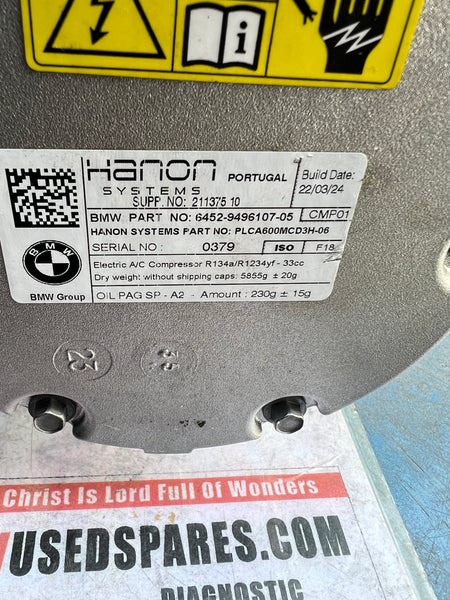 Hanon
SYSTEMS
PORTUGAL
Build Date:
22/03/24
SUPP. NO: 211375 10
BMW PART NO: 6452-9496107-05 CMP01
HANON SYSTEMS PART NO: PLCA600MCD3H-06
SERIAL NO: 0379 ISO F18
Electric A/C Compressor R134a/R1234yf - 33cc
Dry weight without shipping caps: 5855g ± 20g
BMW
BMW Group
OIL PAG SP - A2 - Amount: 230g ± 15g
23
35
Christ Is Lord Full Of Wonders
USEDSPARES.COM
DIAGNOSTIC